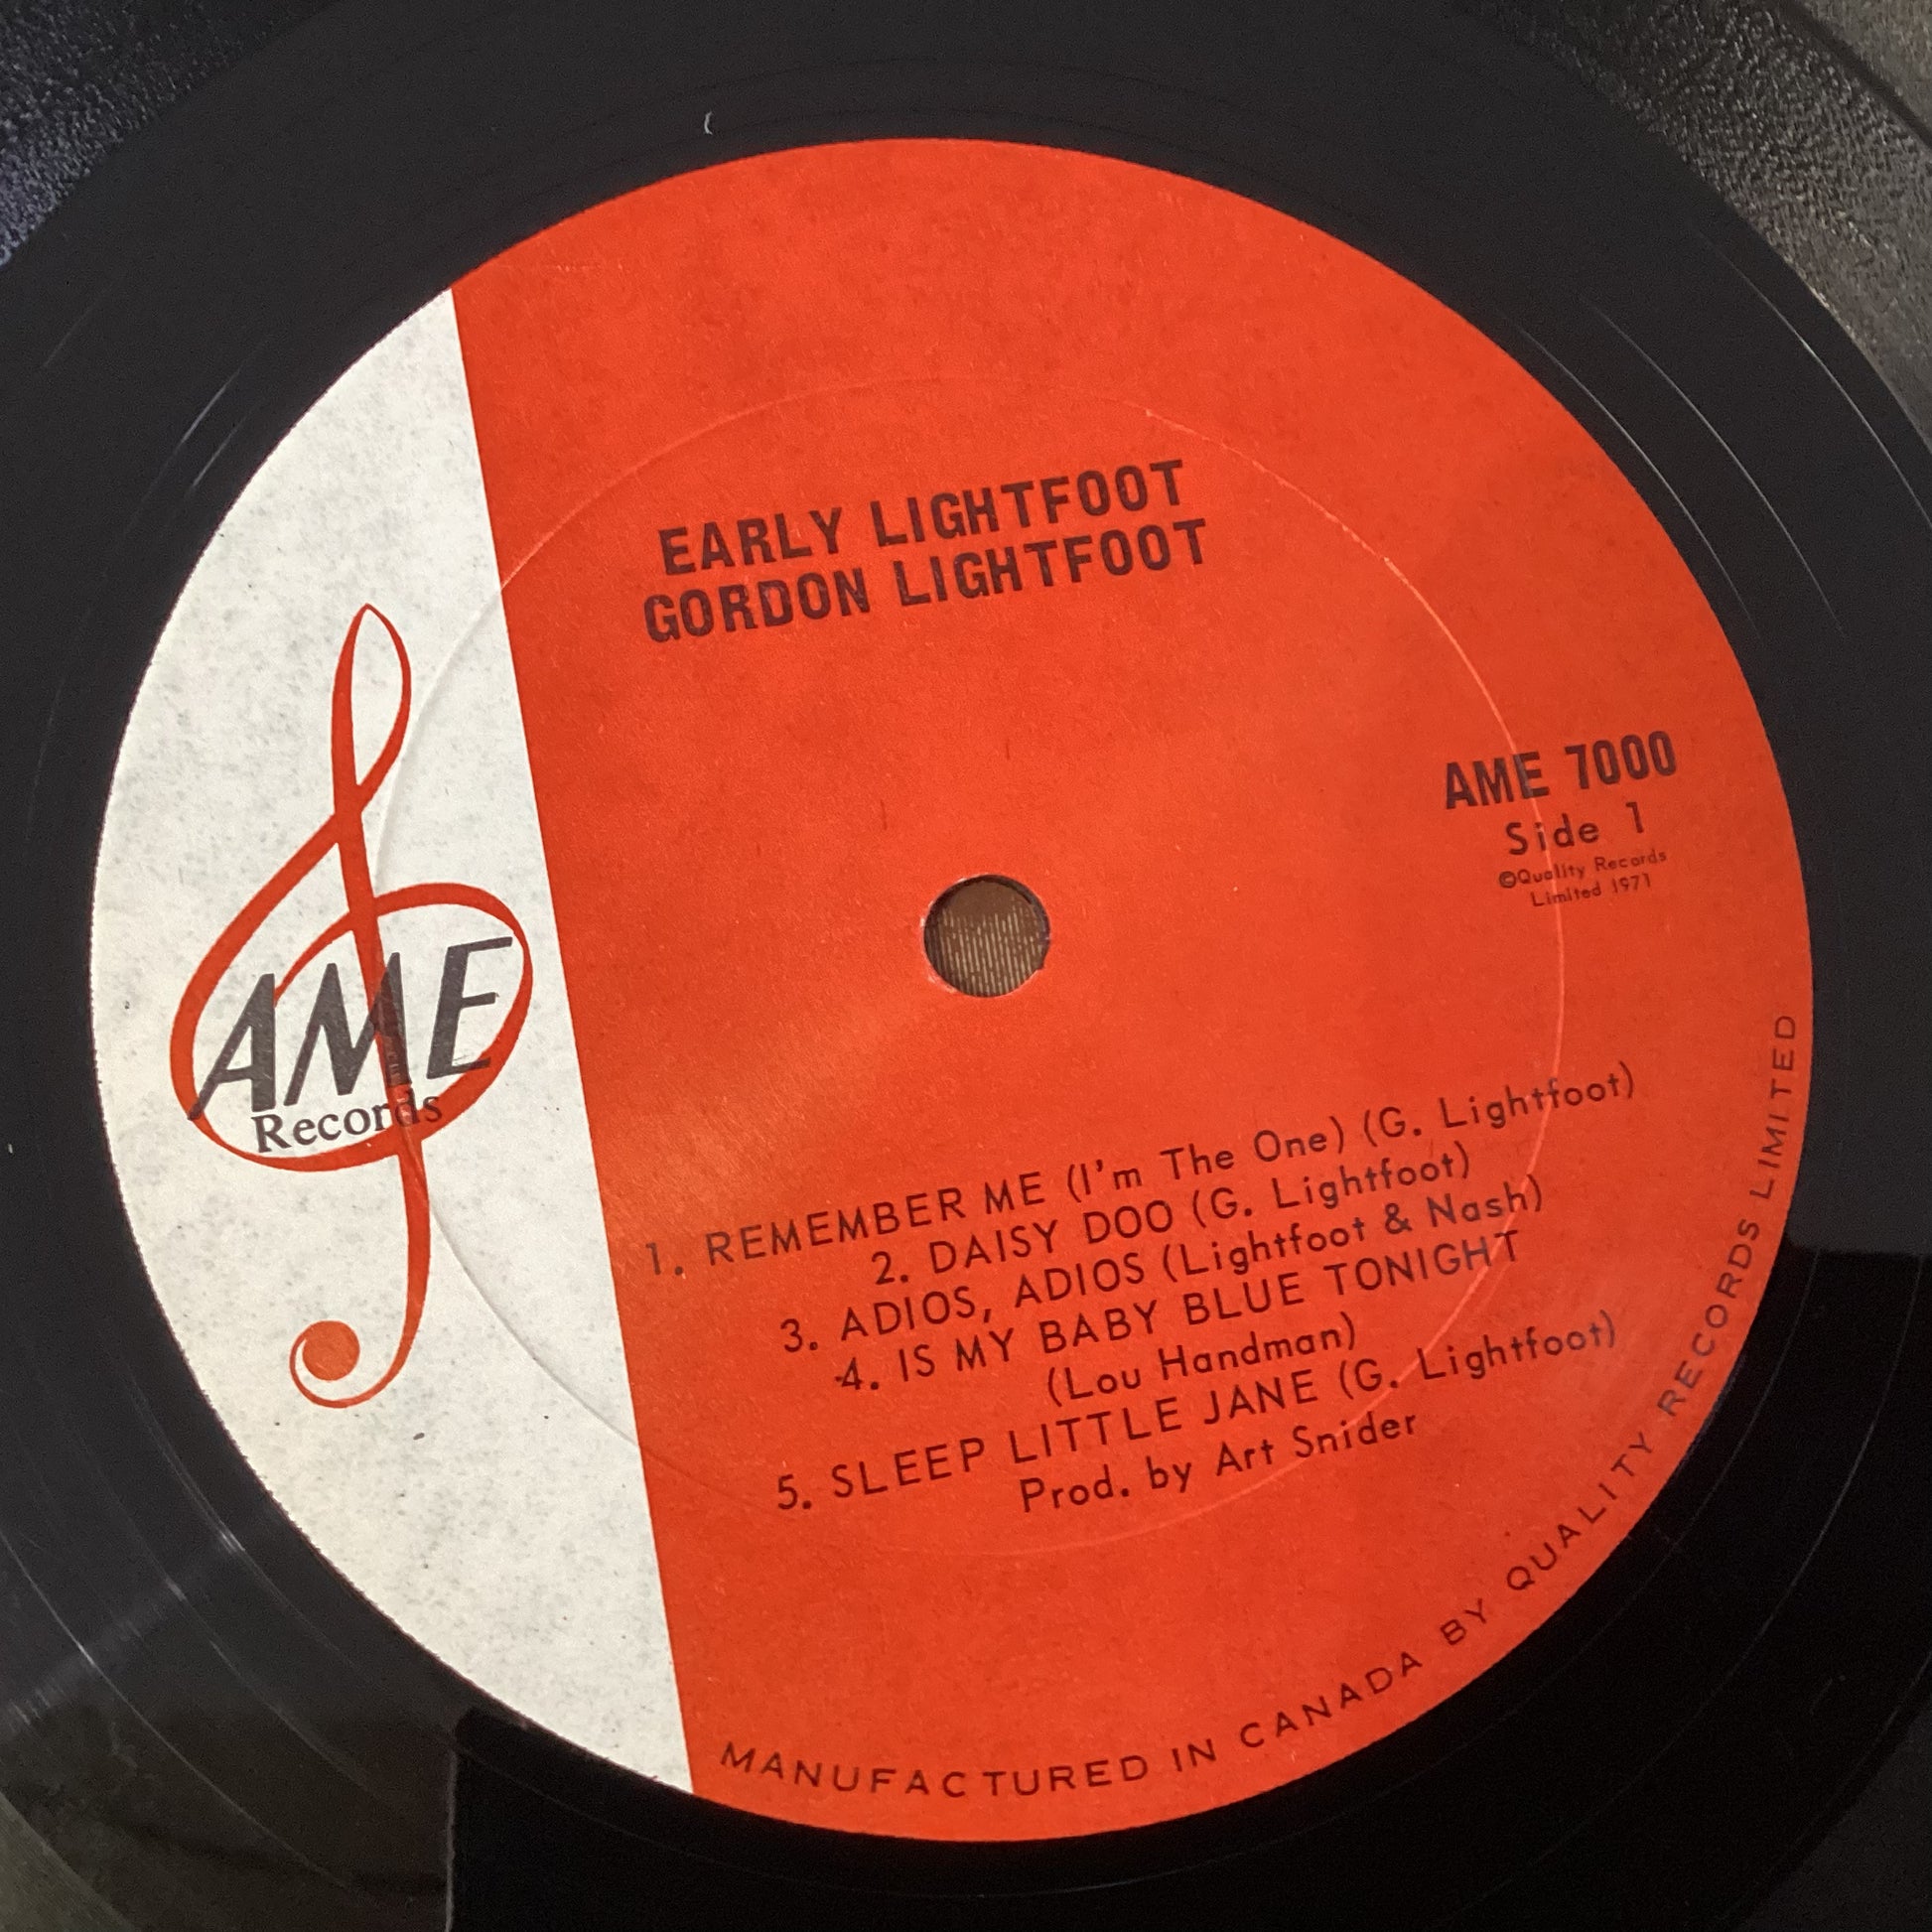 EARLY LIGHTFOOT
GORDON LIGHTFOOT
AME 7000
Side 1
©Quality Records
Limited 1971
AME
Records
1. REMEMBER ME (I'm The One) (G. Lightfoot)
2. DAISY DOO (G. Lightfoot)
3. ADIOS, ADIOS (Lightfoot & Nash)
4. IS MY BABY BLUE TONIGHT
(Lou Handman)
5. SLEEP LITTLE JANE (G. Lightfoot)
Prod. by Art Snider
MANUFACTURED IN CANADA BY QUALITY RECORDS LIMITED